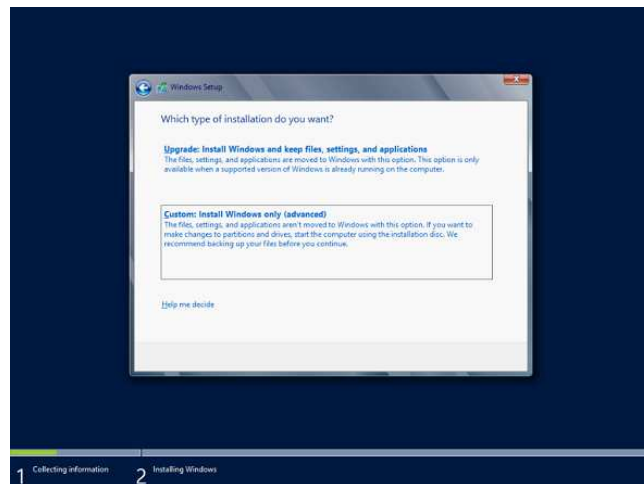 Windows Setup
Which type of installation do you want?
Upgrade: Install Windows and keep files, settings, and applications
The files, settings, and applications are moved to Windows with this option. This option is only
available when a supported version of Windows is already running on the computer.
Custom: Install Windows only (advanced)
The files, settings, and applications aren't moved to Windows with this option. If you want to
make changes to partitions and drives, start the computer using the installation disc. We
recommend backing up your files before you continue.
Help me decide
1 Collecting information 2 Installing Windows